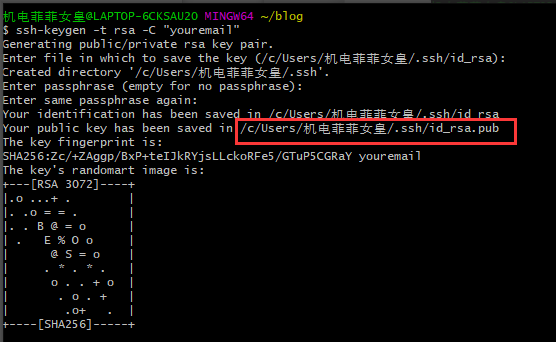 机电菲菲女皇@LAPTOP-6CKSAU2O MINGW64 ~/blog
$ ssh-keygen -t rsa -C "youremail"
Generating public/private rsa key pair.
Enter file in which to save the key (/c/Users/机电菲菲女皇/.ssh/id_rsa):
Created directory '/c/Users/机电菲菲女皇/.ssh'.
Enter passphrase (empty for no passphrase):
Enter same passphrase again:
Your identification has been saved in /c/Users/机电菲菲女皇/.ssh/id_rsa
Your public key has been saved in /c/Users/机电菲菲女皇/.ssh/id_rsa.pub
The key fingerprint is:
SHA256:Zc/+ZAggp/BxP+teIJkRYjsLLckoRFe5/GTuP5CGRaY youremail
The key's randomart image is:
+---[RSA 3072]----+
|.o ...+ .        |
|. .o = = .       |
|. . B @ = o      |
| .   E % O o     |
|      @ S = o    |
|     . * . * .   |
|      o . . + o  |
|       . o . +   |
|        .o+   .  |
+----[SHA256]-----+